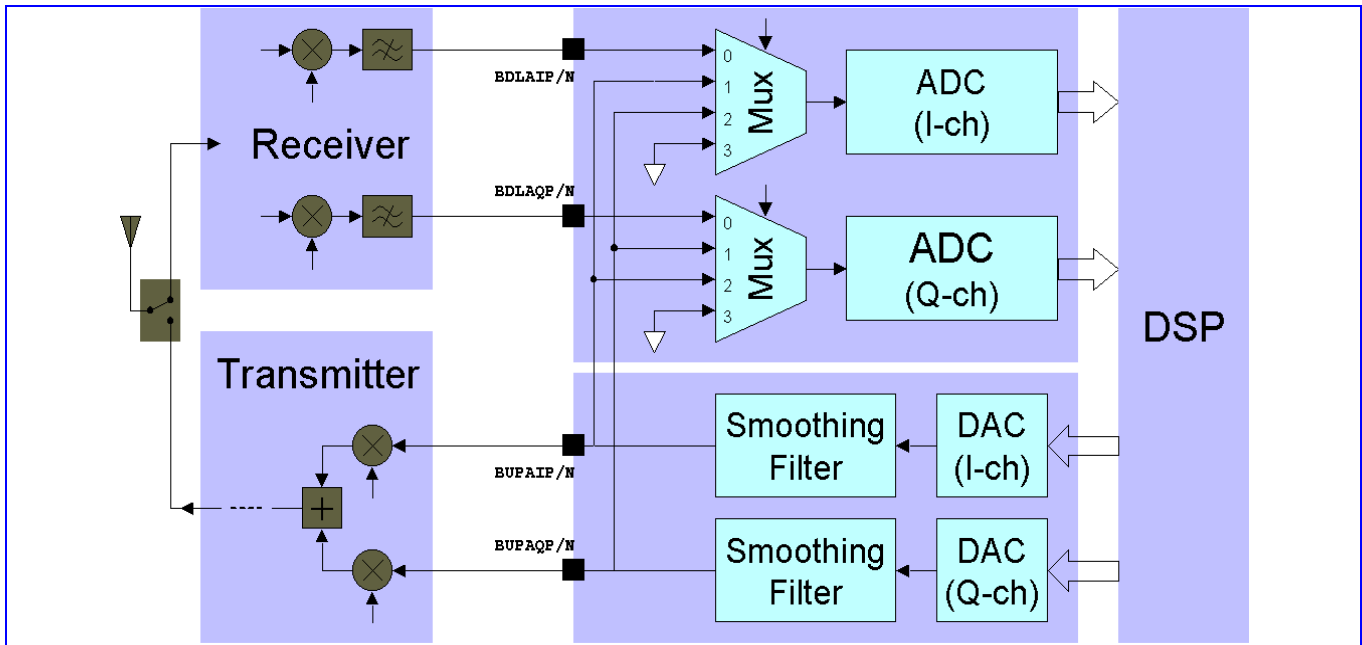 BDLAIP/N
0
1
2
3
Mux
ADC
(I-ch)
Receiver
BDLAQP/N
0
1
2
3
Mux
ADC
(Q-ch)
DSP
Transmitter
BUPAIP/N
Smoothing
Filter
DAC
(I-ch)
+
BUPAQP/N
Smoothing
Filter
DAC
(Q-ch)